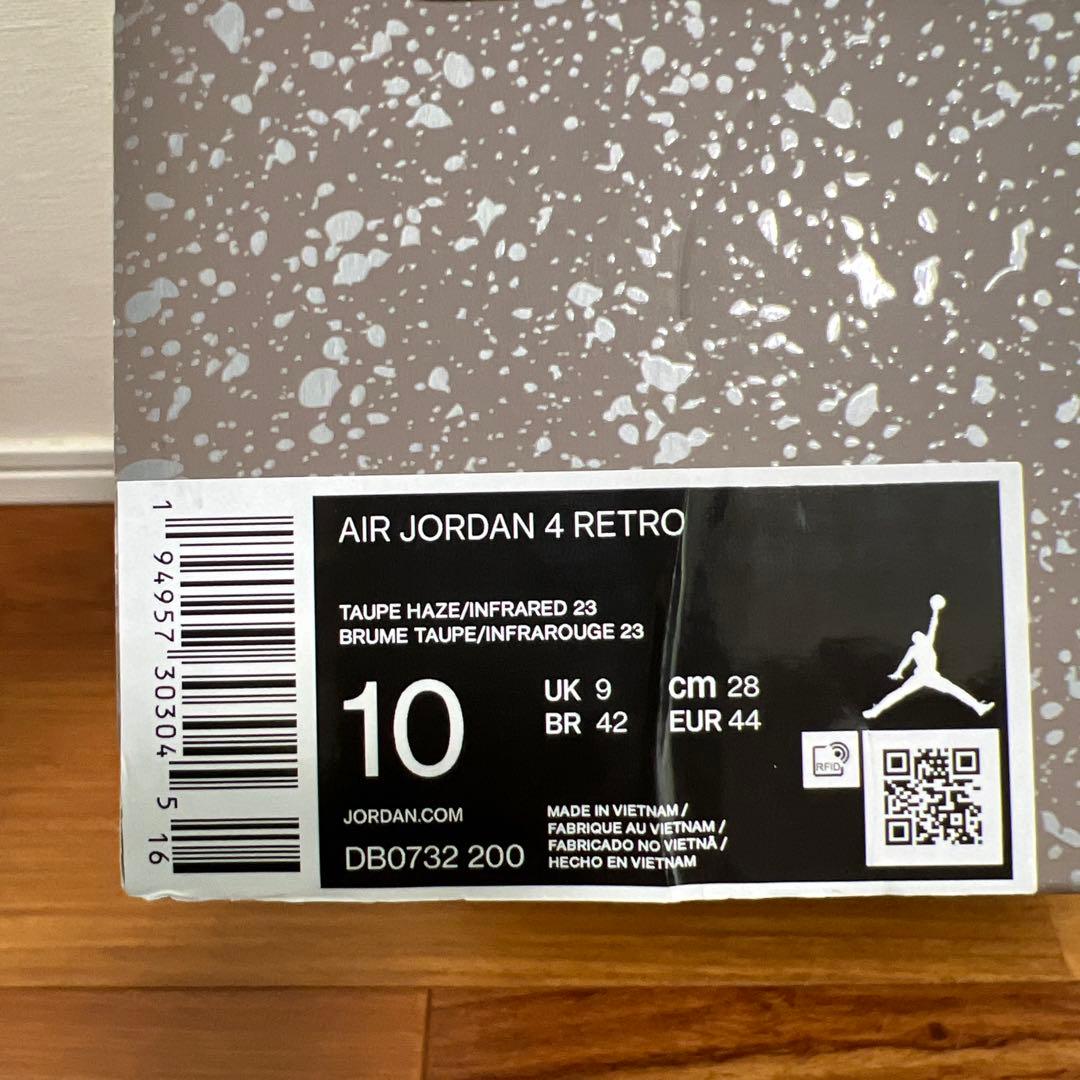 AIR JORDAN 4 RETRO
TAUPE HAZE/INFRARED 23
BRUME TAUPE/INFRAROUGE 23
10
UK 9
cm 28
BR 42
EUR 44
RFID
JORDAN.COM
DB0732 200
MADE IN VIETNAM /
FABRIQUE AU VIETNAM /
FABRICADO NO VIETNÃ /
HECHO EN VIETNAM
1 94957 30304 5 16